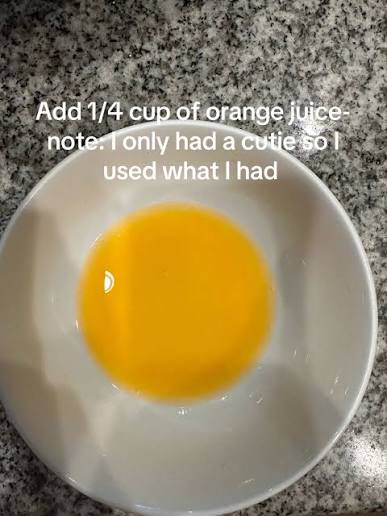 Add 1/4 cup of orange juice-
note: I only had a cutie so I
used what I had